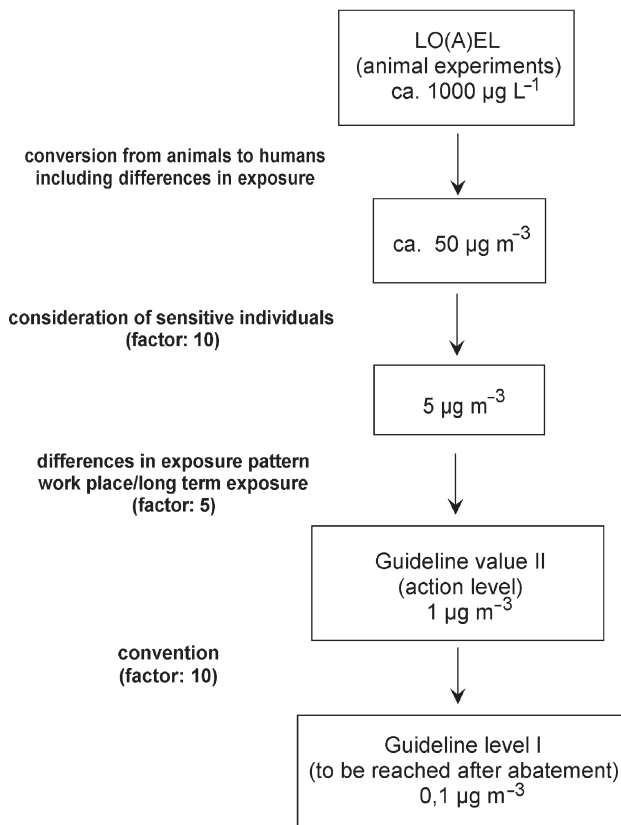 LO(A)EL
(animal experiments)
ca. 1000 µg L⁻¹
conversion from animals to humans
including differences in exposure
ca. 50 µg m⁻³
consideration of sensitive individuals
(factor: 10)
5 µg m⁻³
differences in exposure pattern
work place/long term exposure
(factor: 5)
Guideline value II
(action level)
1 µg m⁻³
convention
(factor: 10)
Guideline level I
(to be reached after abatement)
0,1 µg m⁻³